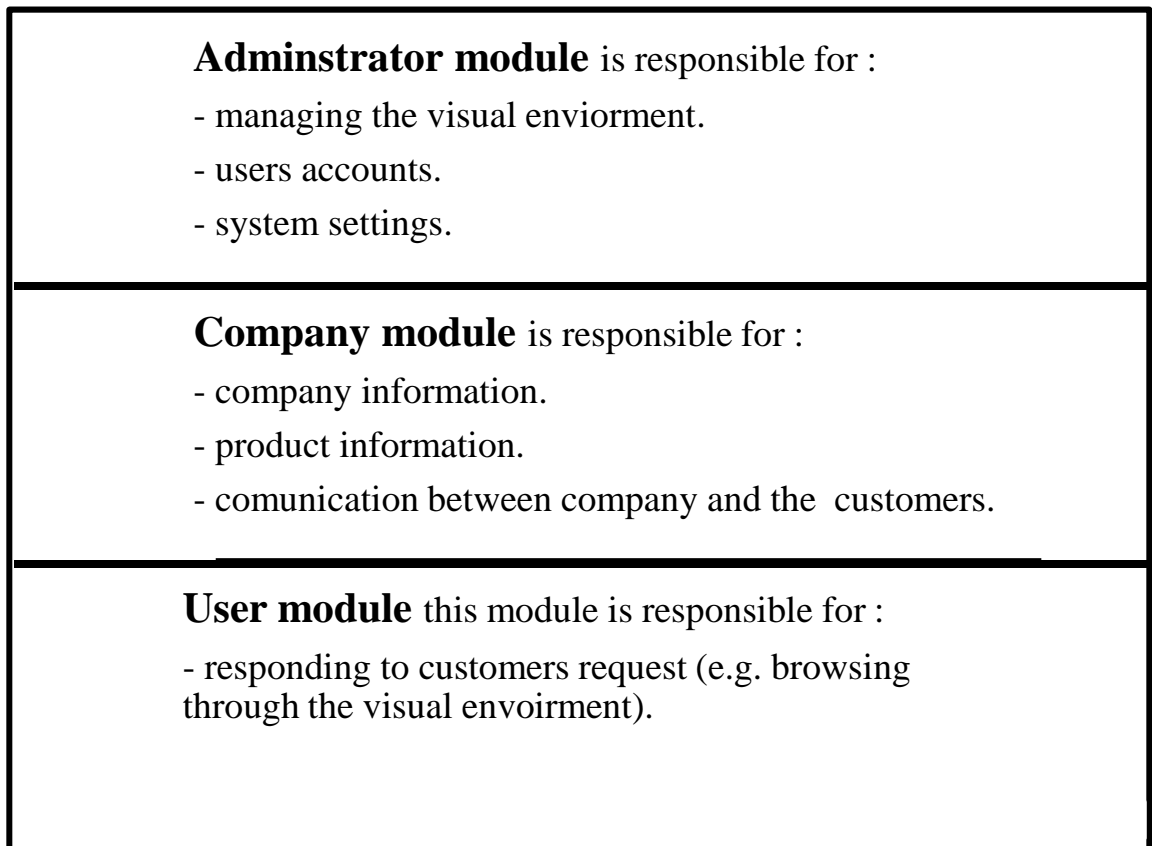 Adminstrator module is responsible for :
- managing the visual enviorment.
- users accounts.
- system settings.
Company module is responsible for :
- company information.
- product information.
- comunication between company and the customers.
User module this module is responsible for :
- responding to customers request (e.g. browsing
through the visual envoirment).